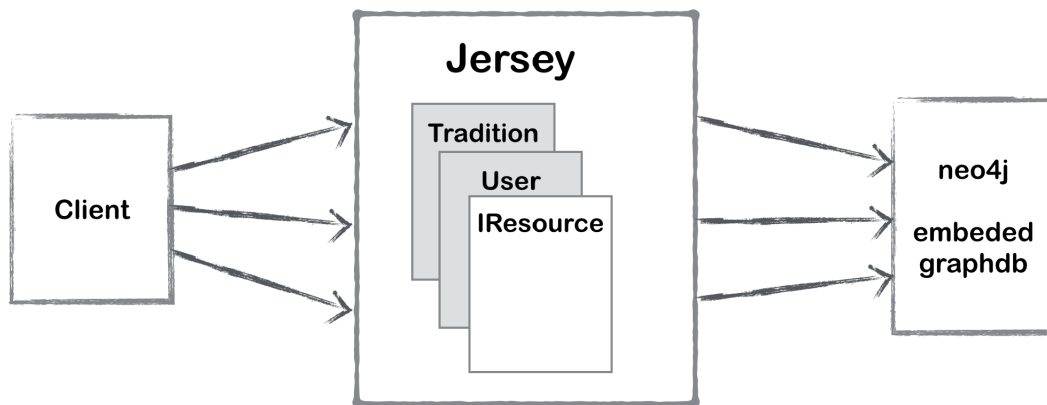 Jersey
Tradition
User
IResource
Client
neo4j
embeded
graphdb